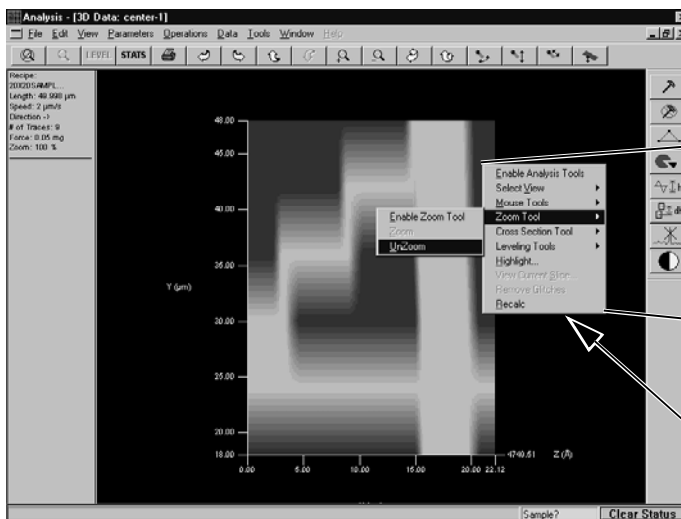 Analysis - [3D Data: center-1]
File Edit View Parameters Operations Data Tools Window Help
LEVEL STATS
Recipe:
20X20SAMPL...
Length: 49.998 µm
Speed: 2 µm/s
Direction ->
# of Traces: 9
Force: 0.05 mg
Zoom: 100 %
48.00
45.00
40.00
35.00
Y (µm)
30.00
25.00
20.00
18.00
0.00 5.00 10.00 15.00 20.00 22.12
4740.51 Z (Å)
Enable Analysis Tools
Select View
Mouse Tools
Zoom Tool
Cross Section Tool
Leveling Tools
Highlight...
View Current Slice...
Remove Glitches
Recalc
Enable Zoom Tool
Zoom
UnZoom
Sample? Clear Status